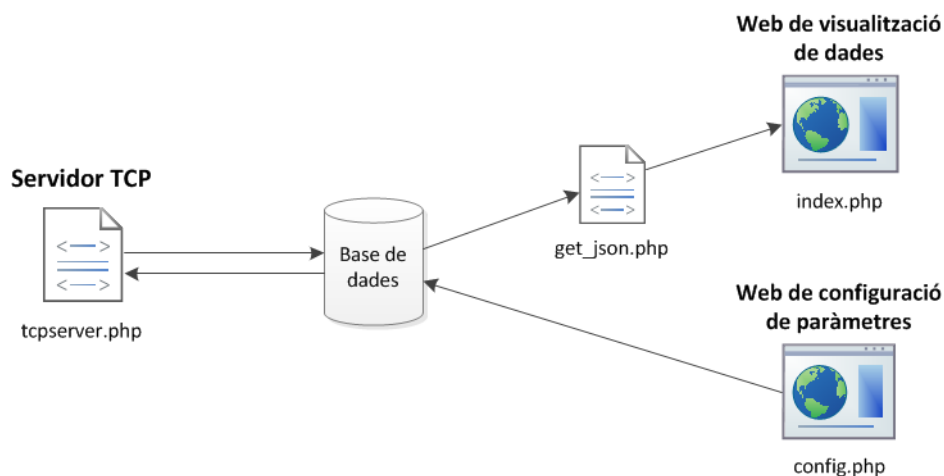 Web de visualització
de dades
index.php
Servidor TCP
tcpserver.php
Base de
dades
get_json.php
Web de configuració
de paràmetres
config.php